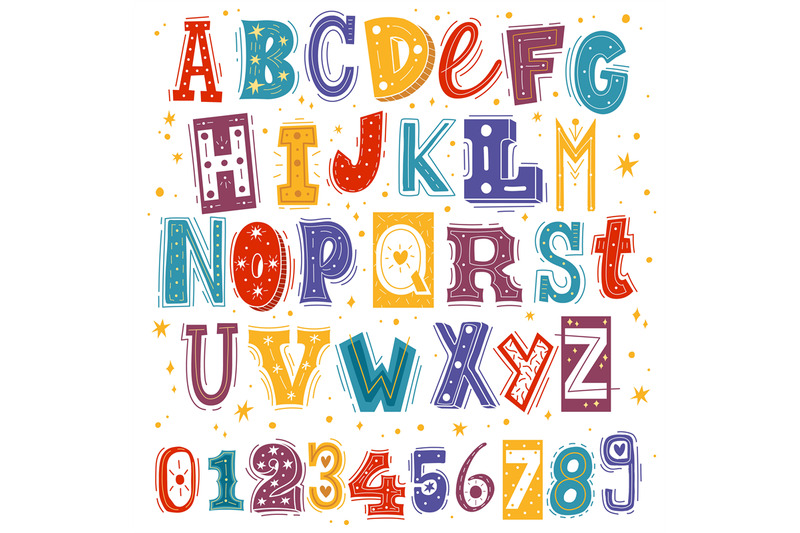 ABCDeFG
HIJKLM
NOPQRSt
UVWXyZ
0123456789